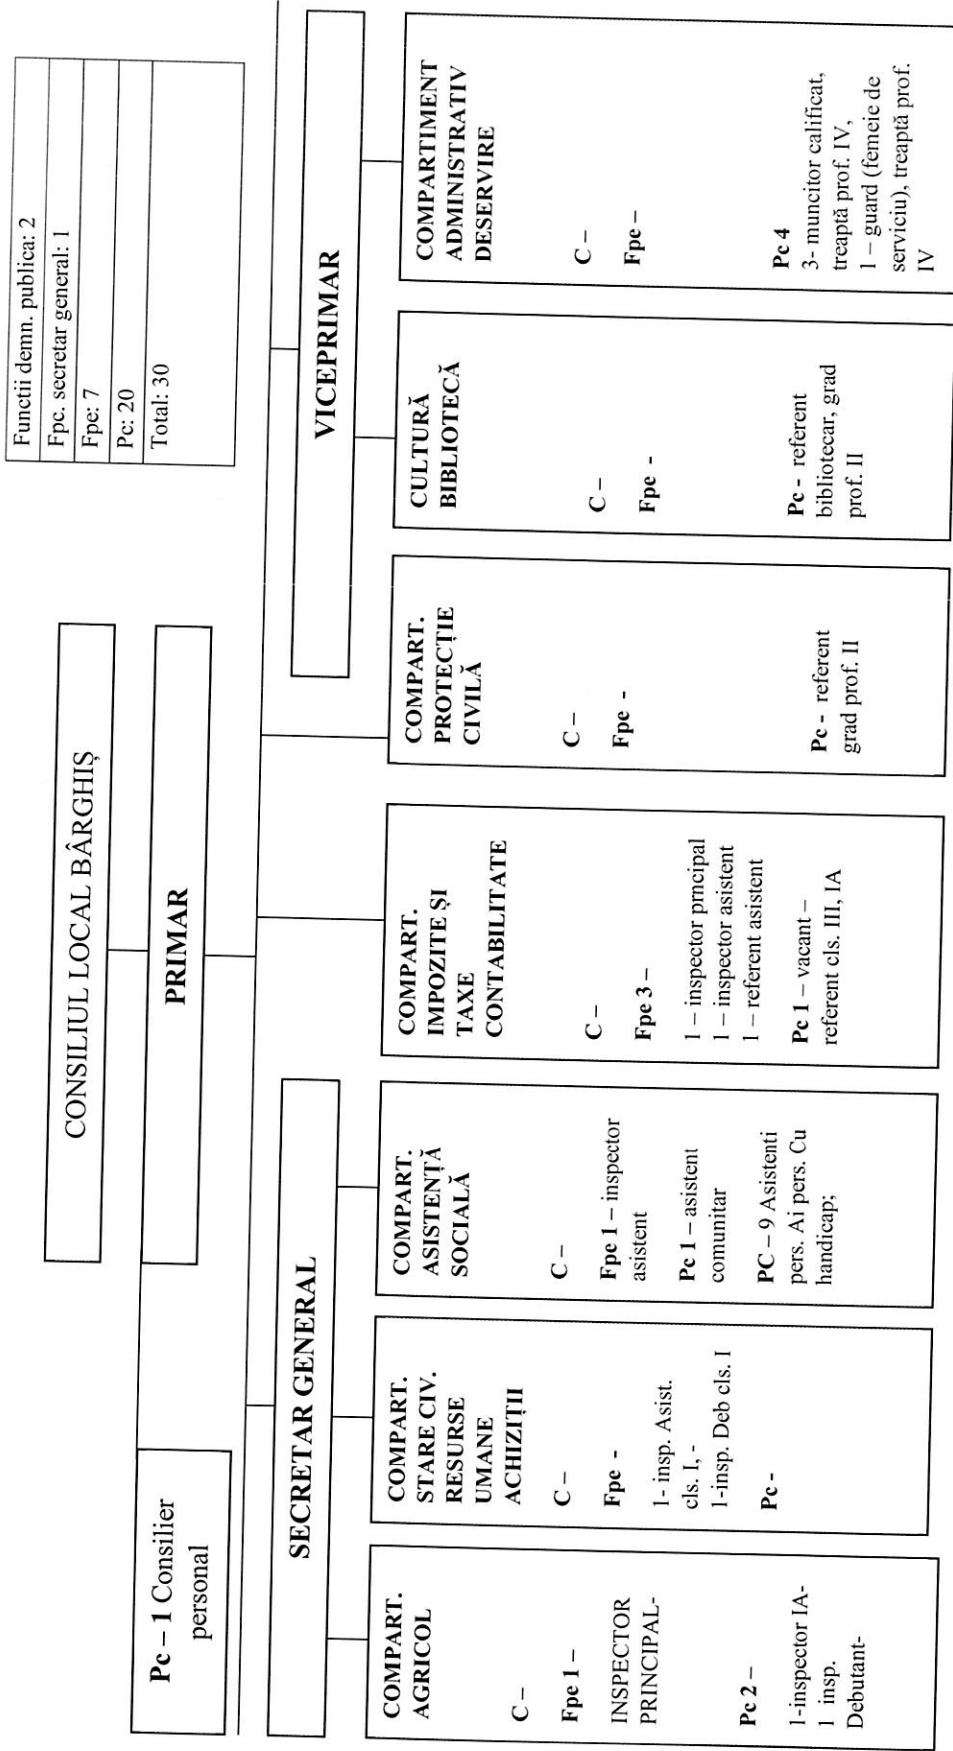 Functii demn. publica: 2
Fpc. secretar general: 1
Fpe: 7
Pc: 20
Total: 30
CONSILIUL LOCAL BÂRGHIȘ
PRIMAR
Pc – 1 Consilier
personal
SECRETAR GENERAL
VICEPRIMAR
COMPART.
AGRICOL
C –
Fpe 1 –
INSPECTOR
PRINCIPAL-
Pc 2 –
1-inspector IA-
1 insp.
Debutant-
COMPART.
STARE CIV.
RESURSE
UMANE
ACHIZIȚII
C –
Fpe -
1- insp. Asist.
cls. I, -
1-insp. Deb cls. I
Pc -
COMPART.
ASISTENȚĂ
SOCIALĂ
C –
Fpe 1 – inspector
asistent
Pc 1 – asistent
comunitar
PC – 9 Asistenti
pers. Ai pers. Cu
handicap;
COMPART.
IMPOZITE ȘI
TAXE
CONTABILITATE
C –
Fpe 3 –
1 – inspector prncipal
1 – inspector asistent
1 – referent asistent
Pc 1 – vacant –
referent cls. III, IA
COMPART.
PROTECȚIE
CIVILĂ
C –
Fpe -
Pc - referent
grad prof. II
CULTURĂ
BIBLIOTECĂ
C –
Fpe -
Pc - referent
bibliotecar, grad
prof. II
COMPARTIMENT
ADMINISTRATIV
DESERVIRE
C –
Fpe –
Pc 4
3- muncitor calificat,
treaptă prof. IV,
1 – guard (femeie de
serviciu), treaptă prof.
IV